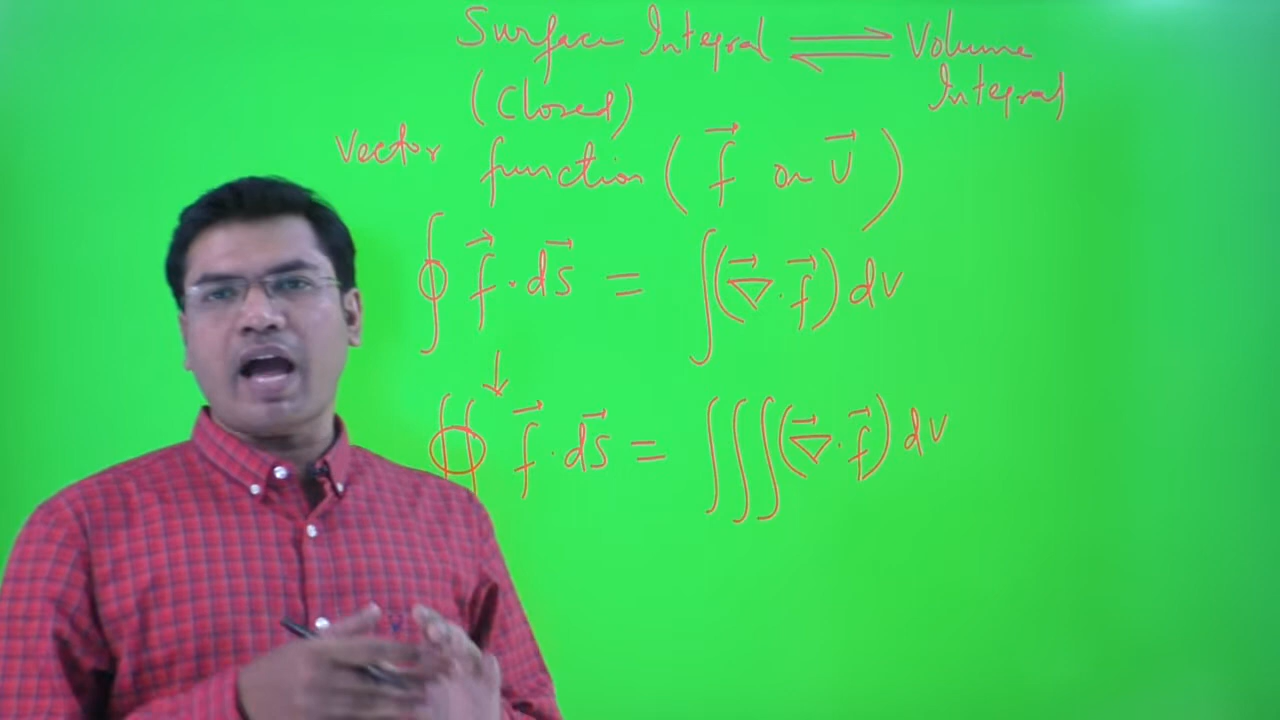 Surface Integral ⇌ Volume Integral
(Closed)
Vector function (f⃗ or V⃗)
∮ f⃗ · ds⃗ = ∫(∇⃗ · f⃗) dv
↓
∯ f⃗ · ds⃗ = ∭(∇⃗ · f⃗) dv